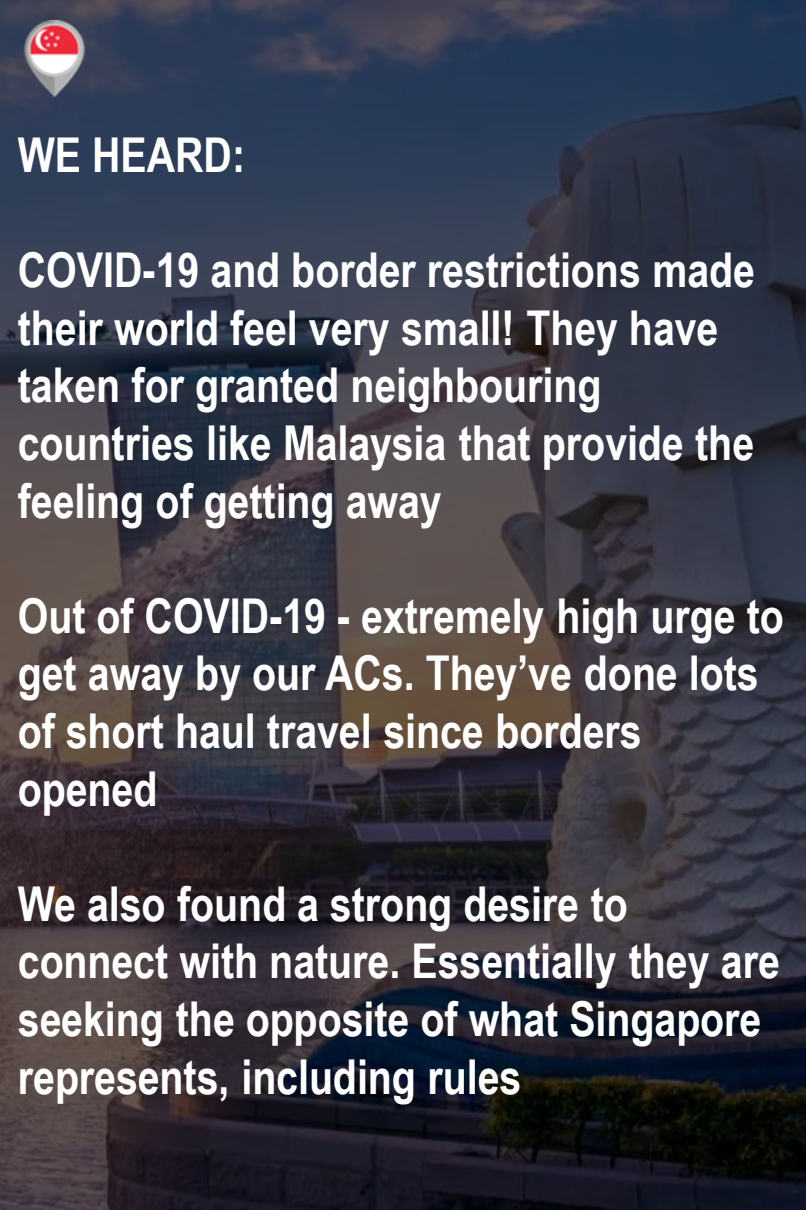 WE HEARD:
COVID-19 and border restrictions made
their world feel very small! They have
taken for granted neighbouring
countries like Malaysia that provide the
feeling of getting away
Out of COVID-19 - extremely high urge to
get away by our ACs. They’ve done lots
of short haul travel since borders
opened
We also found a strong desire to
connect with nature. Essentially they are
seeking the opposite of what Singapore
represents, including rules